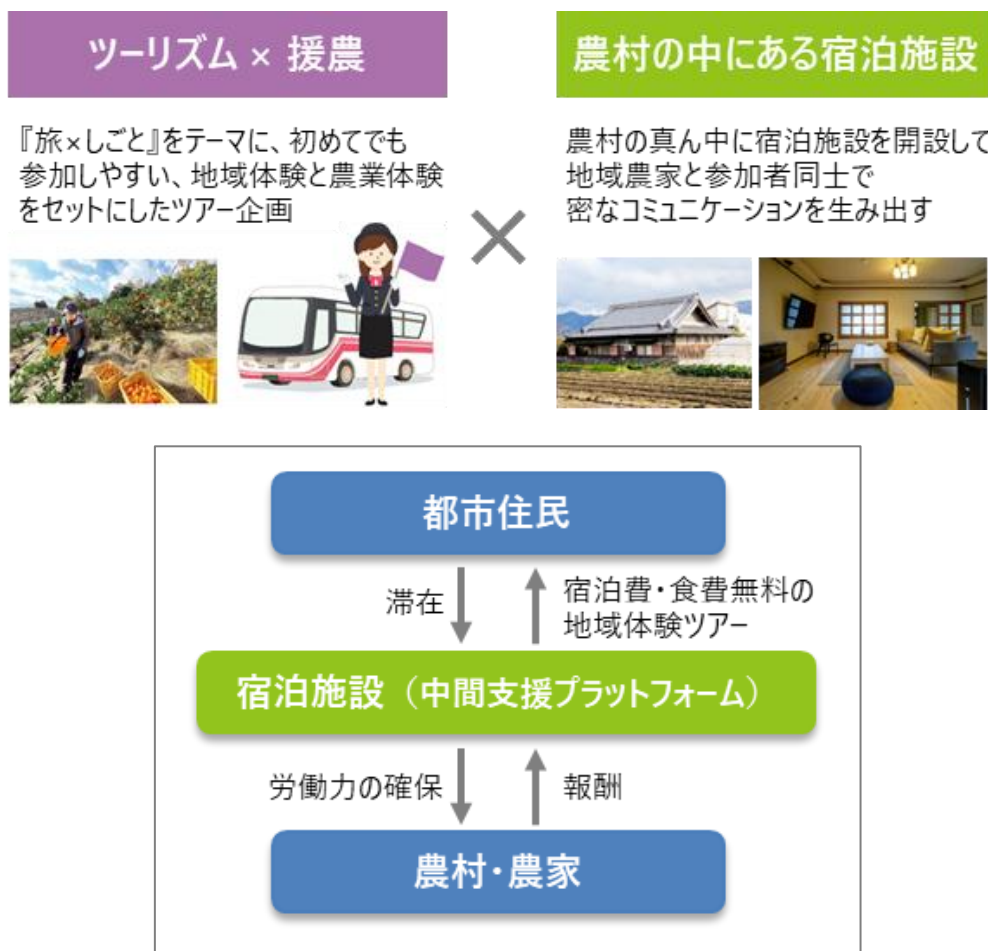 ツーリズム × 援農
『旅×しごと』をテーマに、初めてでも
参加しやすい、地域体験と農業体験
をセットにしたツアー企画
×
農村の中にある宿泊施設
農村の真ん中に宿泊施設を開設して
地域農家と参加者同士で
密なコミュニケーションを生み出す
都市住民
滞在
宿泊費・食費無料の
地域体験ツアー
宿泊施設（中間支援プラットフォーム）
労働力の確保
報酬
農村・農家